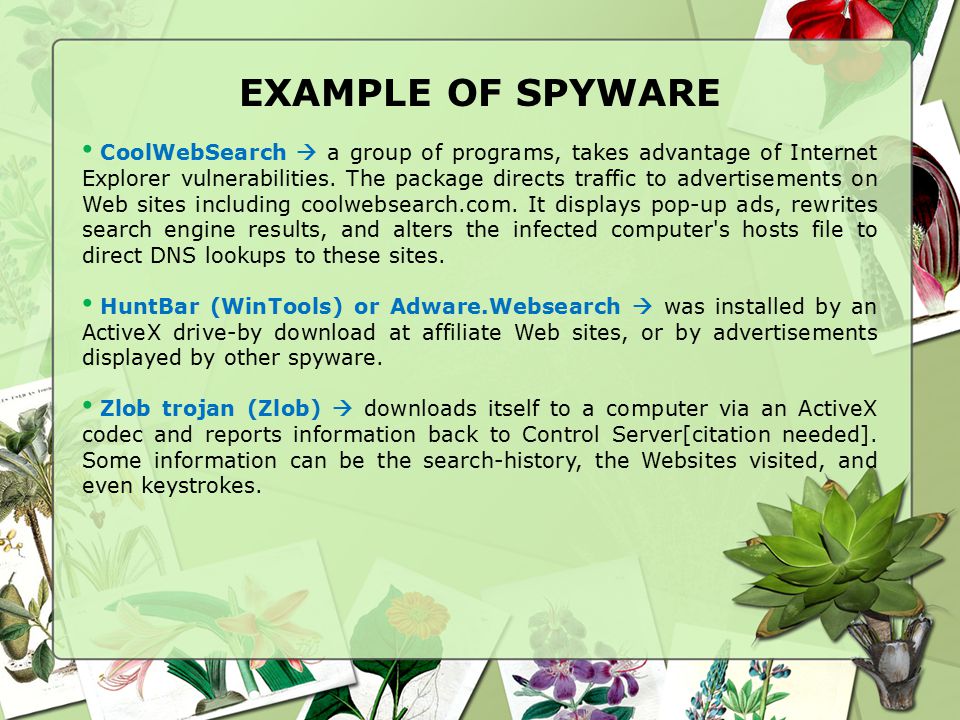 EXAMPLE OF SPYWARE
• CoolWebSearch → a group of programs, takes advantage of Internet
Explorer vulnerabilities. The package directs traffic to advertisements on
Web sites including coolwebsearch.com. It displays pop-up ads, rewrites
search engine results, and alters the infected computer's hosts file to
direct DNS lookups to these sites.
• HuntBar (WinTools) or Adware.Websearch → was installed by an
ActiveX drive-by download at affiliate Web sites, or by advertisements
displayed by other spyware.
• Zlob trojan (Zlob) → downloads itself to a computer via an ActiveX
codec and reports information back to Control Server[citation needed].
Some information can be the search-history, the Websites visited, and
even keystrokes.